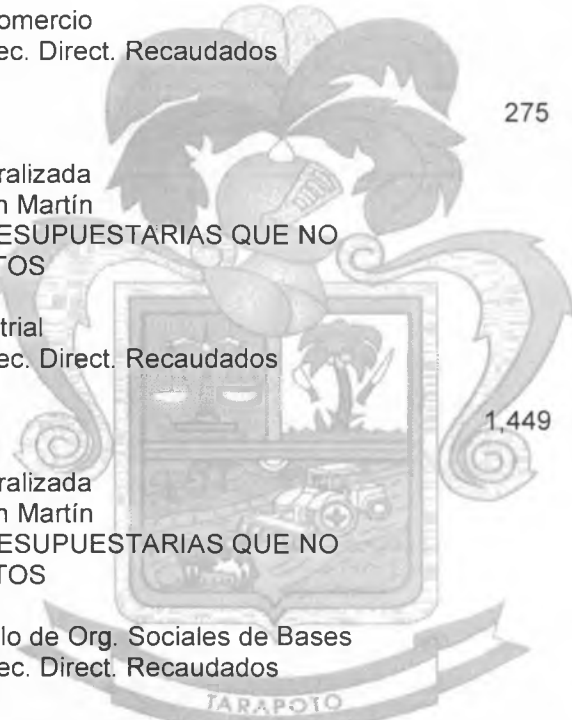 omercio
ec. Direct. Recaudados
275
ralizada
n Martín
ESUPUESTARIAS QUE NO
TOS
trial
ec. Direct. Recaudados
1,449
ralizada
n Martín
ESUPUESTARIAS QUE NO
TOS
lo de Org. Sociales de Bases
ec. Direct. Recaudados
TARAPOTO